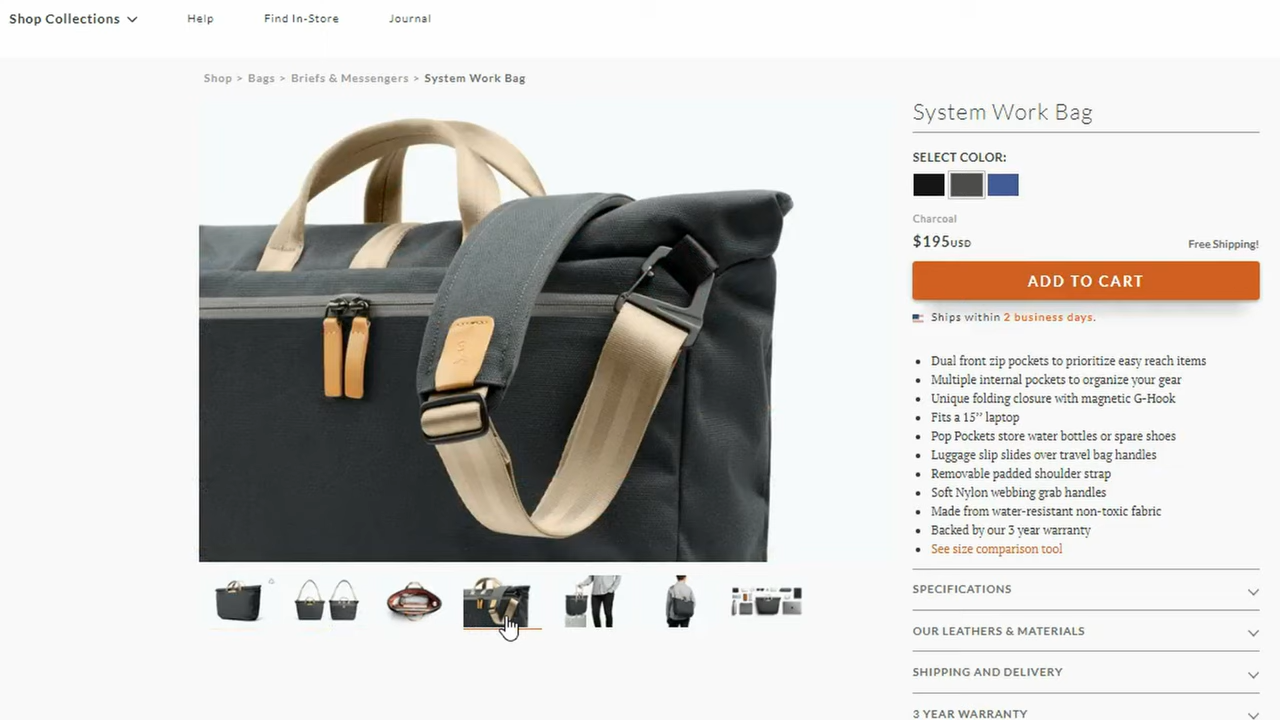 Shop Collections
Help
Find In-Store
Journal
Shop > Bags > Briefs & Messengers > System Work Bag
System Work Bag
SELECT COLOR:
Charcoal
$195USD
Free Shipping!
ADD TO CART
Ships within 2 business days.
Dual front zip pockets to prioritize easy reach items
Multiple internal pockets to organize your gear
Unique folding closure with magnetic G-Hook
Fits a 15” laptop
Pop Pockets store water bottles or spare shoes
Luggage slip slides over travel bag handles
Removable padded shoulder strap
Soft Nylon webbing grab handles
Made from water-resistant non-toxic fabric
Backed by our 3 year warranty
See size comparison tool
SPECIFICATIONS
OUR LEATHERS & MATERIALS
SHIPPING AND DELIVERY
3 YEAR WARRANTY